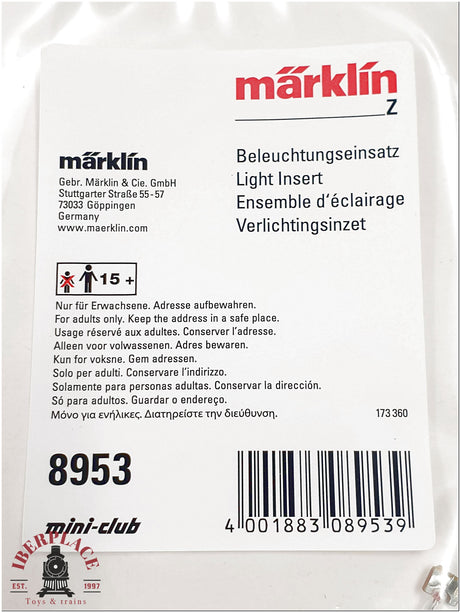 märklín
Z
Beleuchtungseinsatz
Light Insert
Ensemble d'éclairage
Verlichtingsinzet
märklín
Gebr. Märklin & Cie. GmbH
Stuttgarter Straße 55-57
73033 Göppingen
Germany
www.maerklin.com
15 +
Nur für Erwachsene. Adresse aufbewahren.
For adults only. Keep the address in a safe place.
Usage réservé aux adultes. Conserver l'adresse.
Alleen voor volwassenen. Adres bewaren.
Kun for voksne. Gem adressen.
Solo per adulti. Conservare l'indirizzo.
Solamente para personas adultas. Conservar la dirección.
Só para adultos. Guardar o endereço.
Μόνο για ενήλικες. Διατηρείστε την διεύθυνση.
173 360
8953
mini-club
4 001883 089539
IBERPLACE
EST. 1997
Toys & trains